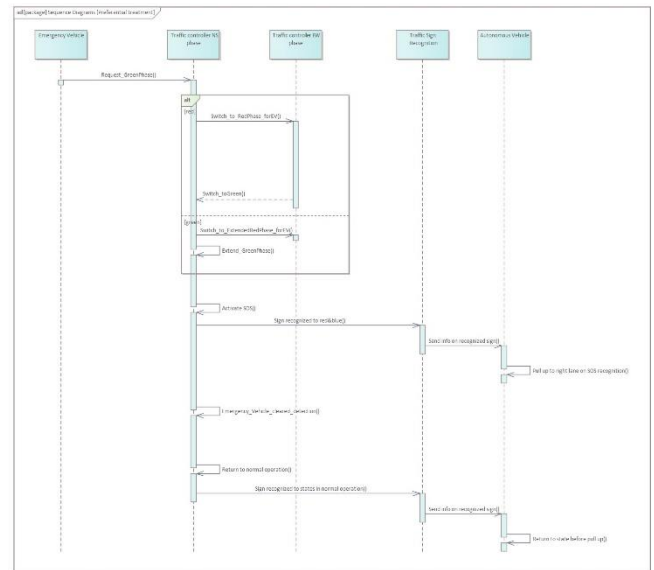 sd [package] Sequence Diagrams [Preferential treatment]
Emergency Vehicle
Traffic controller NS
phase
Traffic controller EW
phase
Traffic Sign
Recognition
Autonomous Vehicle
Request_GreenPhase()
alt
[red]
Switch_to_RedPhase_forEV()
Switch_toGreen()
[green]
Switch_to_ExtendedRedPhase_forEV()
Extend_GreenPhase()
Activate SOS()
Sign recognized to red&blue()
Send info on recognized sign()
Pull up to right lane on SOS recognition()
Emergency_Vehicle_cleared_detection()
Return to normal operation()
Sign recognized to states in normal operation()
Send info on recognized sign()
Return to state before pull up()